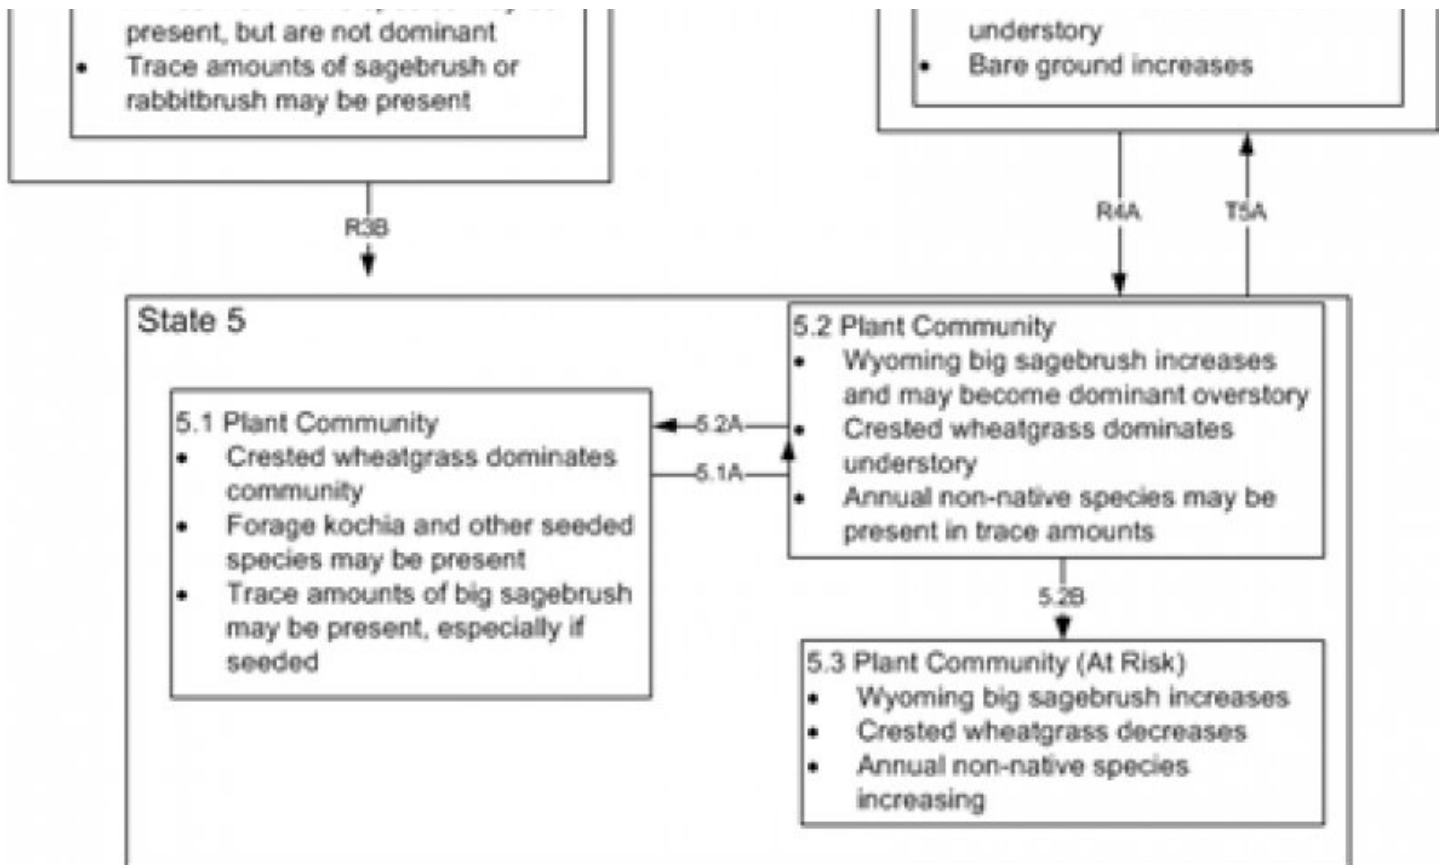 present, but are not dominant
• Trace amounts of sagebrush or
rabbitbrush may be present
understory
• Bare ground increases
R3B
R4A
T5A
State 5
5.1 Plant Community
• Crested wheatgrass dominates
community
• Forage kochia and other seeded
species may be present
• Trace amounts of big sagebrush
may be present, especially if
seeded
5.2A
5.1A
5.2 Plant Community
• Wyoming big sagebrush increases
and may become dominant overstory
• Crested wheatgrass dominates
understory
• Annual non-native species may be
present in trace amounts
5.2B
5.3 Plant Community (At Risk)
• Wyoming big sagebrush increases
• Crested wheatgrass decreases
• Annual non-native species
increasing